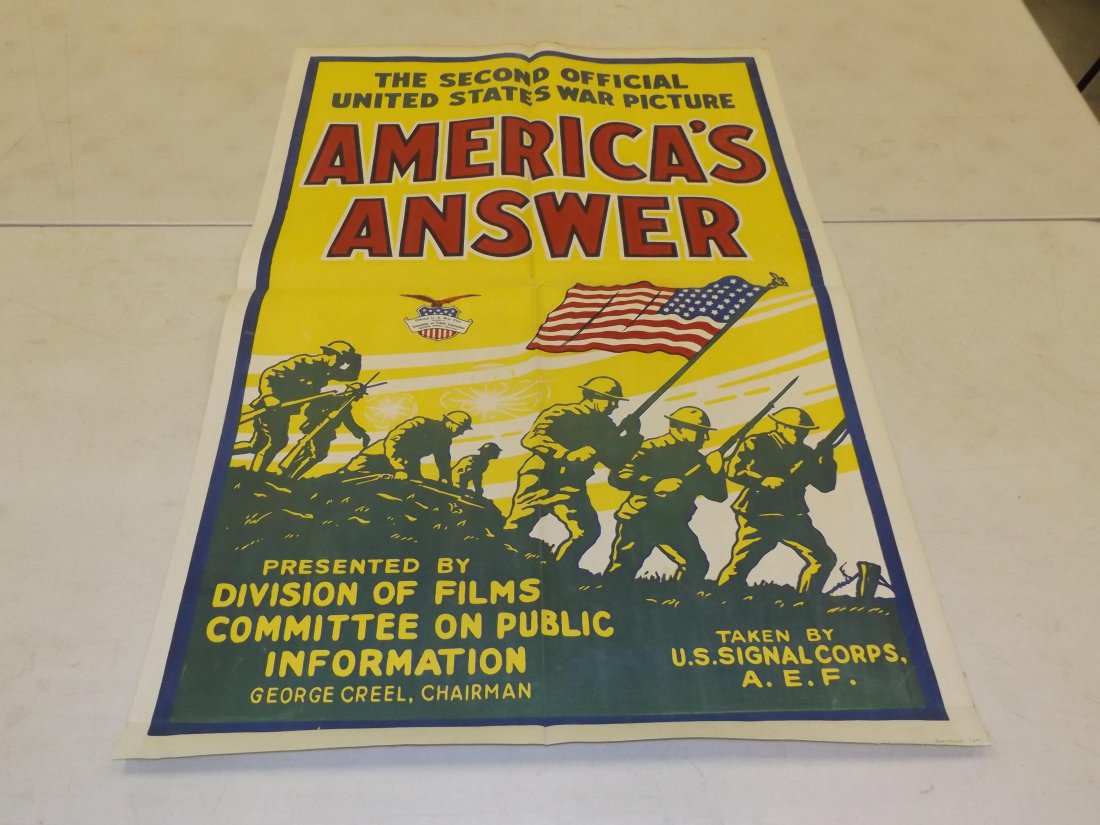 THE SECOND OFFICIAL
UNITED STATES WAR PICTURE
AMERICA'S
ANSWER
PRESENTED BY
DIVISION OF FILMS
COMMITTEE ON PUBLIC
INFORMATION
GEORGE CREEL, CHAIRMAN
TAKEN BY
U.S. SIGNAL CORPS,
A. E. F.